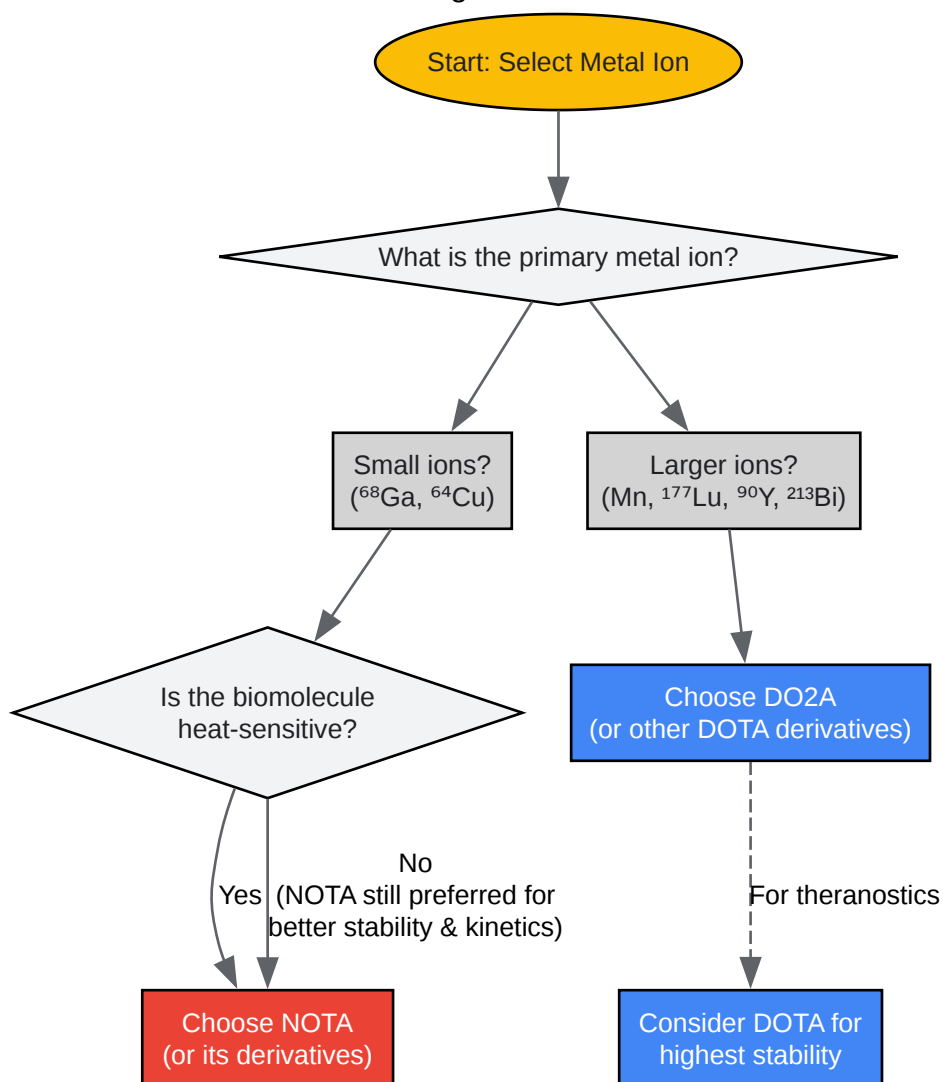 Start: Select Metal Ion
What is the primary metal ion?
Small ions?
(⁶⁸Ga, ⁶⁴Cu)
Larger ions?
(Mn, ¹⁷⁷Lu, ⁹⁰Y, ²¹³Bi)
Is the biomolecule
heat-sensitive?
Choose DO2A
(or other DOTA derivatives)
Yes
No
(NOTA still preferred for
better stability & kinetics)
For theranostics
Choose NOTA
(or its derivatives)
Consider DOTA for
highest stability